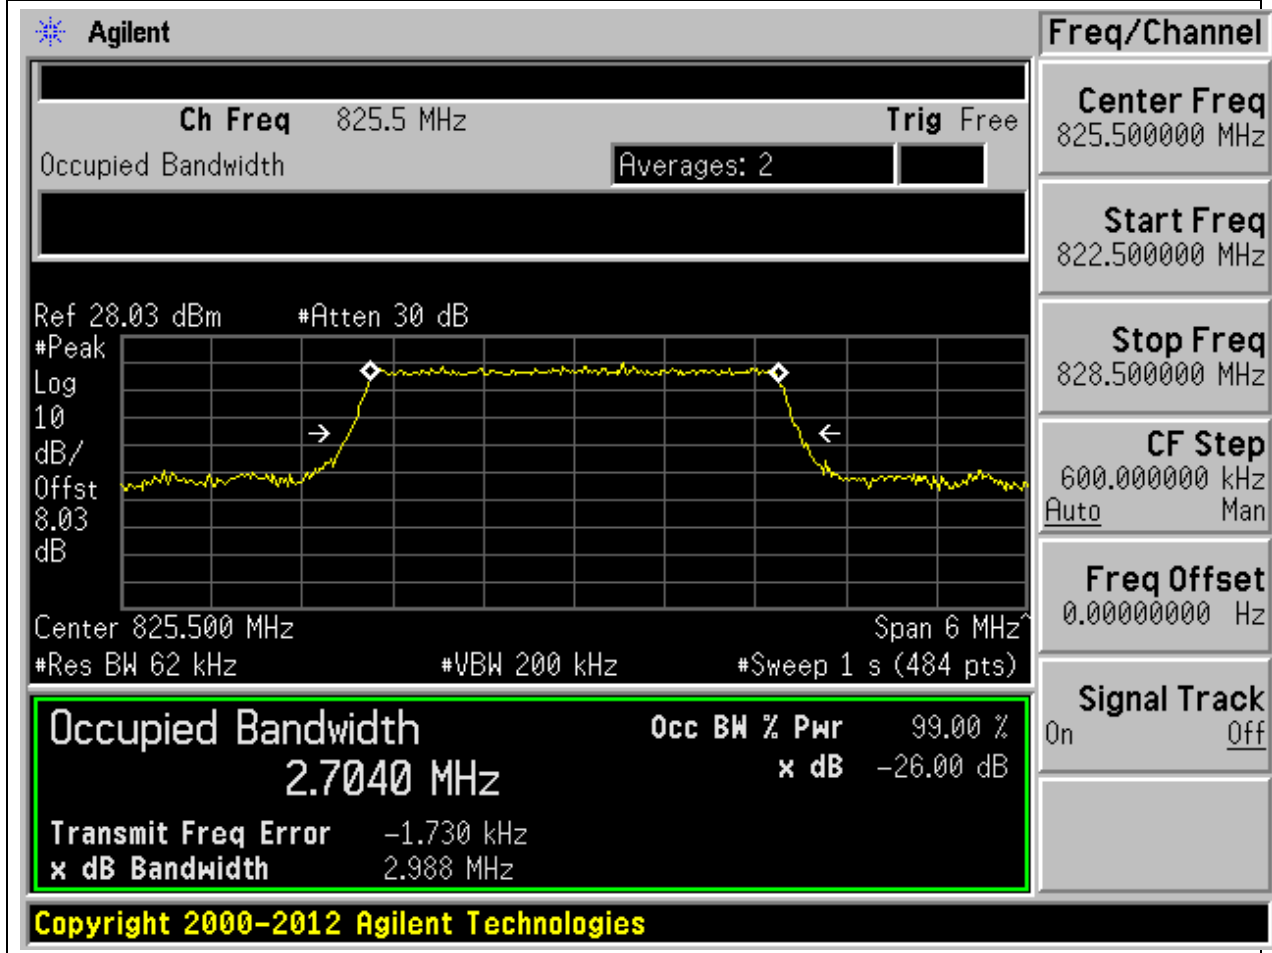 Agilent
Freq/Channel
Ch Freq 825.5 MHz Trig Free
Occupied Bandwidth Averages: 2
Center Freq
825.500000 MHz
Start Freq
822.500000 MHz
Stop Freq
828.500000 MHz
CF Step
600.000000 kHz
Auto Man
Freq Offset
0.00000000 Hz
Signal Track
On Off
Ref 28.03 dBm #Atten 30 dB
#Peak
Log
10
dB/
Offst
8.03
dB
Center 825.500 MHz Span 6 MHz^
#Res BW 62 kHz #VBW 200 kHz #Sweep 1 s (484 pts)
Occupied Bandwidth Occ BW % Pwr 99.00 %
2.7040 MHz x dB -26.00 dB
Transmit Freq Error -1.730 kHz
x dB Bandwidth 2.988 MHz
Copyright 2000-2012 Agilent Technologies